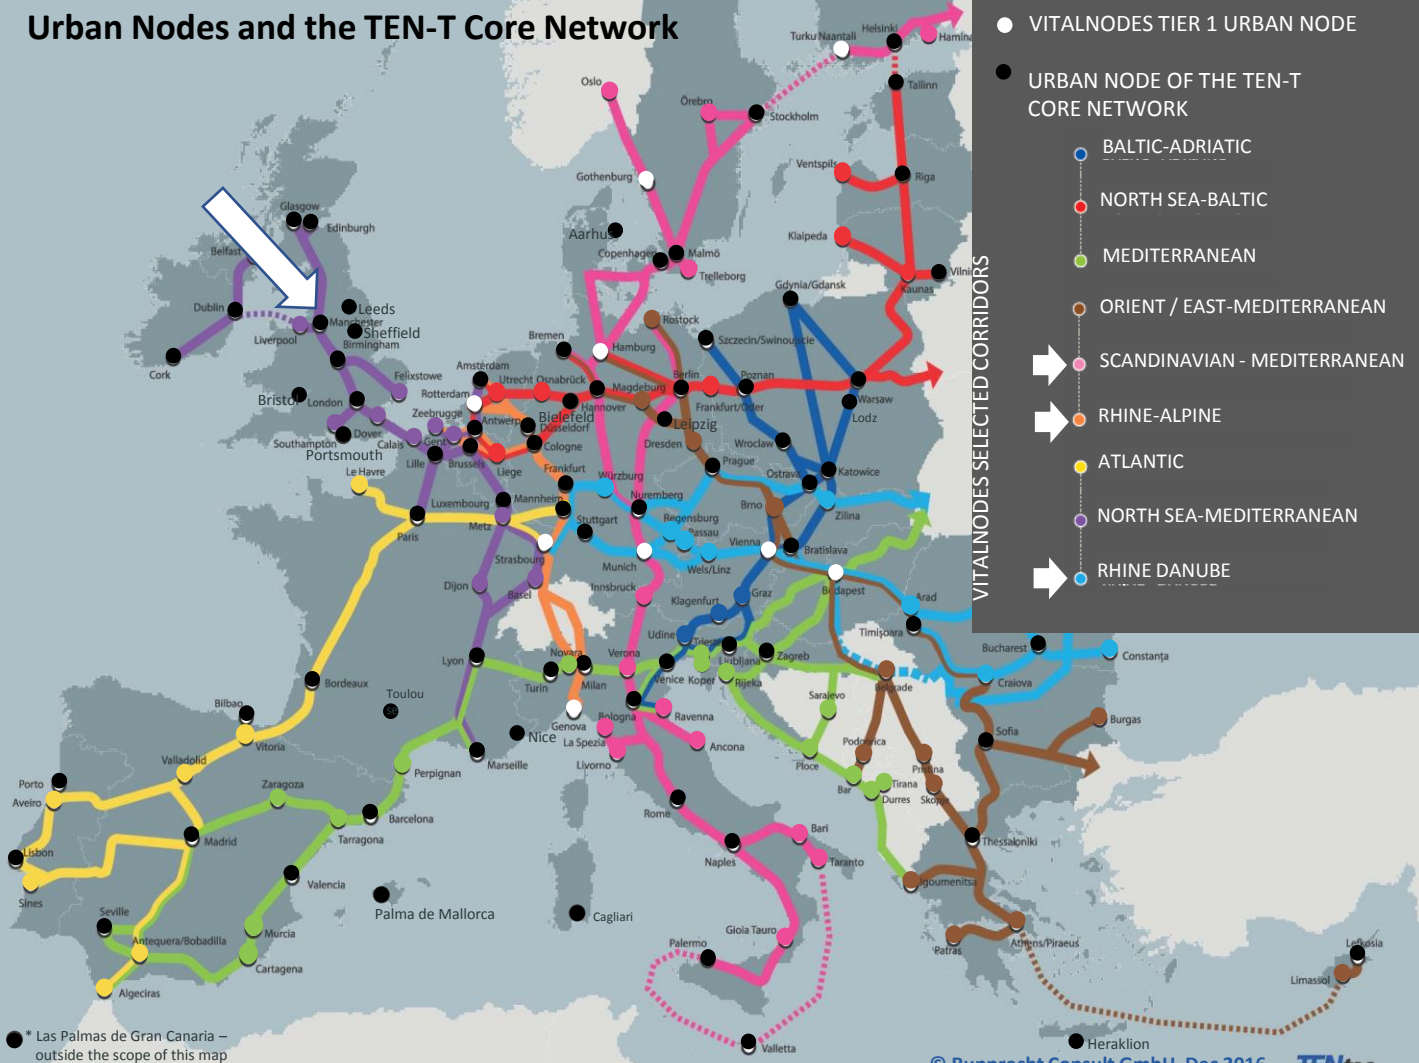 Urban Nodes and the TEN-T Core Network
VITALNODES TIER 1 URBAN NODE
URBAN NODE OF THE TEN-T
CORE NETWORK
VITALNODES SELECTED CORRIDORS
BALTIC-ADRIATIC
NORTH SEA-BALTIC
MEDITERRANEAN
ORIENT / EAST-MEDITERRANEAN
SCANDINAVIAN - MEDITERRANEAN
RHINE-ALPINE
ATLANTIC
NORTH SEA-MEDITERRANEAN
RHINE DANUBE
Helsinki
Turku Naantali
Hamina
Oslo
Tallinn
Örebro
Stockholm
Ventspils
Gothenburg
Riga
Glasgow
Edinburgh
Aarhus
Klaipeda
Belfast
Copenhagen
Malmö
Trelleborg
Vilni
Kaunas
Gdynia/Gdansk
Dublin
Leeds
Manchester
Rostock
Sheffield
Liverpool
Birmingham
Bremen
Hamburg
Szczecin/Swinoujscie
Cork
Amsterdam
Felixstowe
Utrecht
Osnabrück
Magdeburg
Berlin
Poznan
Rotterdam
Bristol
London
Zeebrugge
Hannover
Frankfurt/Oder
Warsaw
Bielefeld
Lodz
Antwerp
Düsseldorf
Leipzig
Southampton
Dover
Calais
Gent
Cologne
Dresden
Wroclaw
Portsmouth
Lille
Brussels
Liege
Frankfurt
Prague
Katowice
Le Havre
Würzburg
Ostrava
Luxembourg
Mannheim
Nuremberg
Brno
Zilina
Metz
Stuttgart
Regensburg
Paris
Passau
Vienna
Bratislava
Strasbourg
Munich
Wels/Linz
Dijon
Basel
Innsbruck
Budapest
Graz
Klagenfurt
Arad
Udine
Trieste
Timișoara
Bucharest
Constanța
Lyon
Novara
Verona
Ljubljana
Zagreb
Turin
Milan
Venice
Koper
Rijeka
Belgrade
Craiova
Bordeaux
Toulou
se
Sarajevo
Bilbao
Genova
Bologna
Ravenna
Burgas
Nice
Vitoria
La Spezia
Ancona
Sofia
Valladolid
Marseille
Livorno
Ploce
Podgorica
Pristina
Perpignan
Zaragoza
Porto
Bar
Tirana
Durres
Skopje
Aveiro
Rome
Barcelona
Bari
Madrid
Tarragona
Naples
Thessaloniki
Lisbon
Taranto
Valencia
Igoumenitsa
Sines
Seville
Palma de Mallorca
Cagliari
Murcia
Gioia Tauro
Antequera/Bobadilla
Palermo
Patras
Athens/Piraeus
Lefkosia
Cartagena
Limassol
Algeciras
* Las Palmas de Gran Canaria –
outside the scope of this map
Valletta
Heraklion
© Rupprecht Consult GmbH, Dec 2016
TENtec